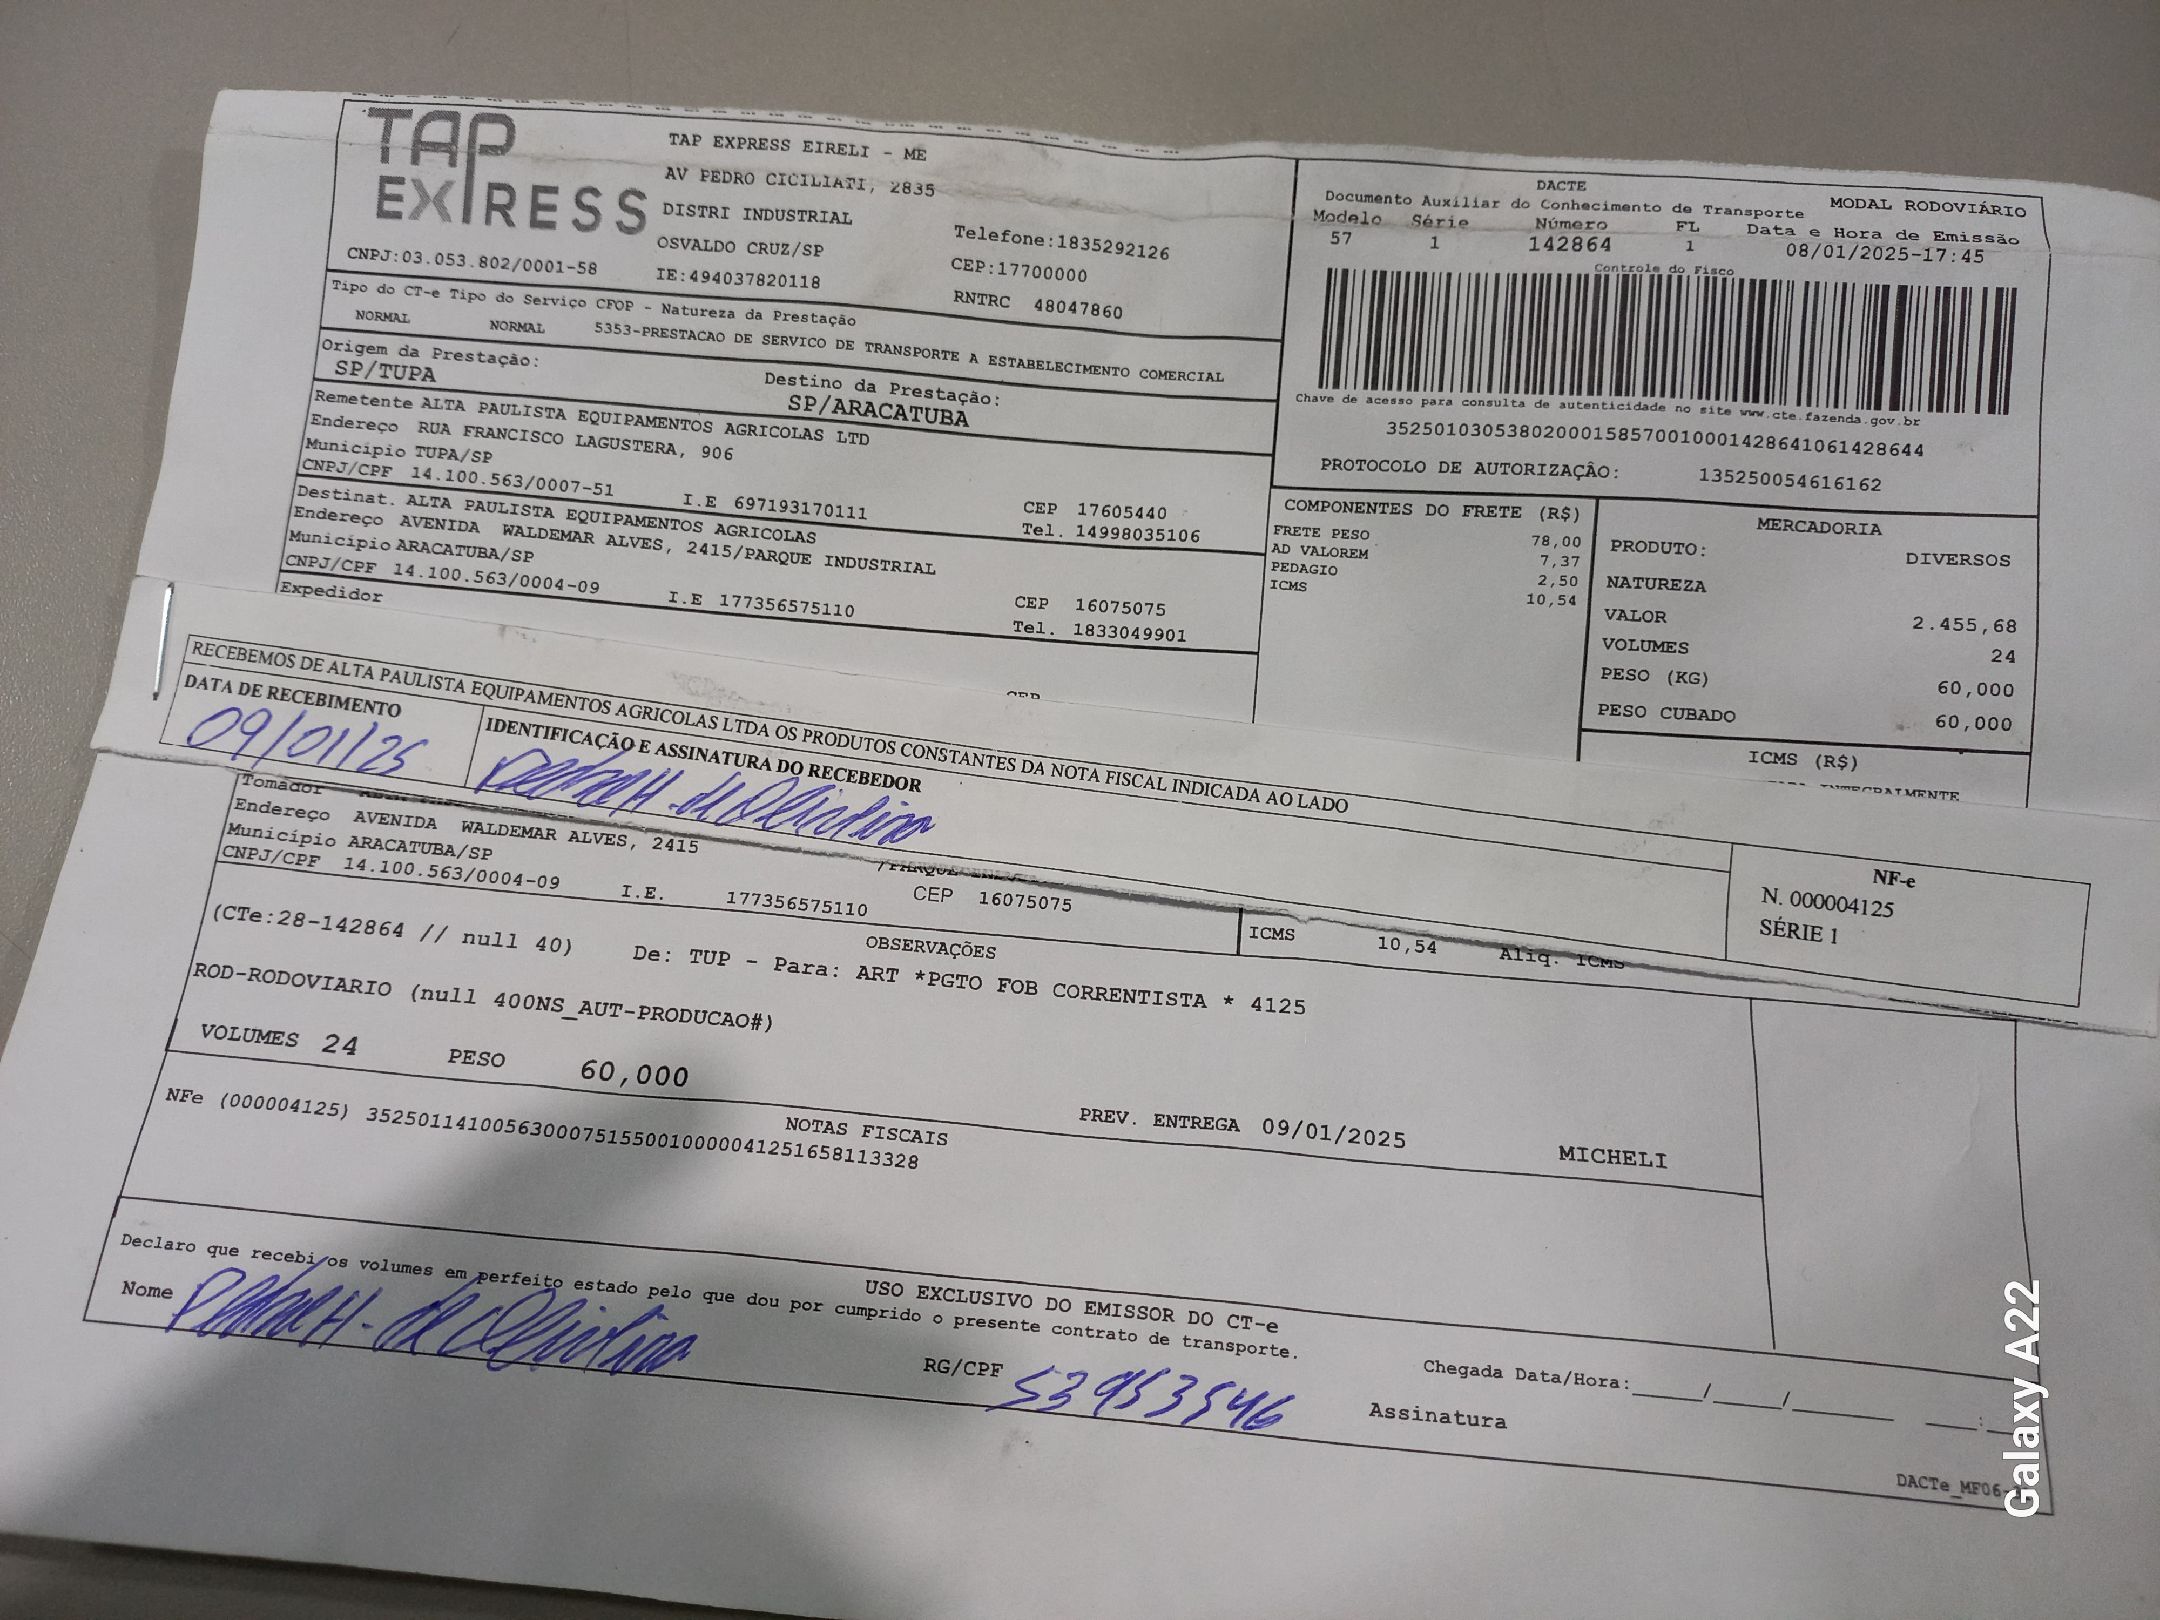 TAP EXPRESS
TAP EXPRESS EIRELI - ME
AV PEDRO CICILIATI, 2835
DISTRI INDUSTRIAL
OSVALDO CRUZ/SP
Telefone:1835292126
CEP:17700000
CNPJ:03.053.802/0001-58
IE:494037820118
RNTRC 48047860
DACTE
MODAL RODOVIÁRIO
Documento Auxiliar do Conhecimento de Transporte
Modelo Série Número FL Data e Hora de Emissão
57 1 142864 1 08/01/2025-17:45
Controle do Fisco
Chave de acesso para consulta de autenticidade no site www.cte.fazenda.gov.br
35250103053802000158570010001428641061428644
PROTOCOLO DE AUTORIZAÇÃO: 135250054616162
Tipo do CT-e Tipo do Serviço CFOP - Natureza da Prestação
NORMAL NORMAL 5353-PRESTACAO DE SERVICO DE TRANSPORTE A ESTABELECIMENTO COMERCIAL
Origem da Prestação: Destino da Prestação:
SP/TUPA SP/ARACATUBA
Remetente ALTA PAULISTA EQUIPAMENTOS AGRICOLAS LTD
Endereço RUA FRANCISCO LAGUSTERA, 906
Município TUPA/SP CEP 17605440
CNPJ/CPF 14.100.563/0007-51 I.E 697193170111 Tel. 14998035106
Destinat. ALTA PAULISTA EQUIPAMENTOS AGRICOLAS
Endereço AVENIDA WALDEMAR ALVES, 2415/PARQUE INDUSTRIAL
Município ARACATUBA/SP CEP 16075075
CNPJ/CPF 14.100.563/0004-09 I.E 177356575110 Tel. 1833049901
Expedidor
CEP
COMPONENTES DO FRETE (R$)
FRETE PESO 78,00
AD VALOREM 7,37
PEDAGIO 2,50
ICMS 10,54
MERCADORIA
PRODUTO: DIVERSOS
NATUREZA
VALOR 2.455,68
VOLUMES 24
PESO (KG) 60,000
PESO CUBADO 60,000
ICMS (R$)
INTEGRALMENTE
RECEBEMOS DE ALTA PAULISTA EQUIPAMENTOS AGRICOLAS LTDA OS PRODUTOS CONSTANTES DA NOTA FISCAL INDICADA AO LADO
DATA DE RECEBIMENTO IDENTIFICAÇÃO E ASSINATURA DO RECEBEDOR
09/01/25
NF-e
N. 000004125
SÉRIE 1
Tomador
Endereço AVENIDA WALDEMAR ALVES, 2415
Município ARACATUBA/SP CEP 16075075
CNPJ/CPF 14.100.563/0004-09 I.E. 177356575110
ICMS 10,54 Aliq. ICMS
OBSERVAÇÕES
(CTe:28-142864 // null 40) De: TUP - Para: ART *PGTO FOB CORRENTISTA * 4125
ROD-RODOVIARIO (null 400NS_AUT-PRODUCAO#)
VOLUMES 24 PESO 60,000 PREV. ENTREGA 09/01/2025 MICHELI
NOTAS FISCAIS
NFe (000004125) 35250114100563000751550010000041251658113328
USO EXCLUSIVO DO EMISSOR DO CT-e
Declaro que recebi os volumes em perfeito estado pelo que dou por cumprido o presente contrato de transporte.
Nome H. de Oliveira RG/CPF 539453546 Chegada Data/Hora:____/____/______ ___:__
Assinatura
DACTe_MF06-
Galaxy A22